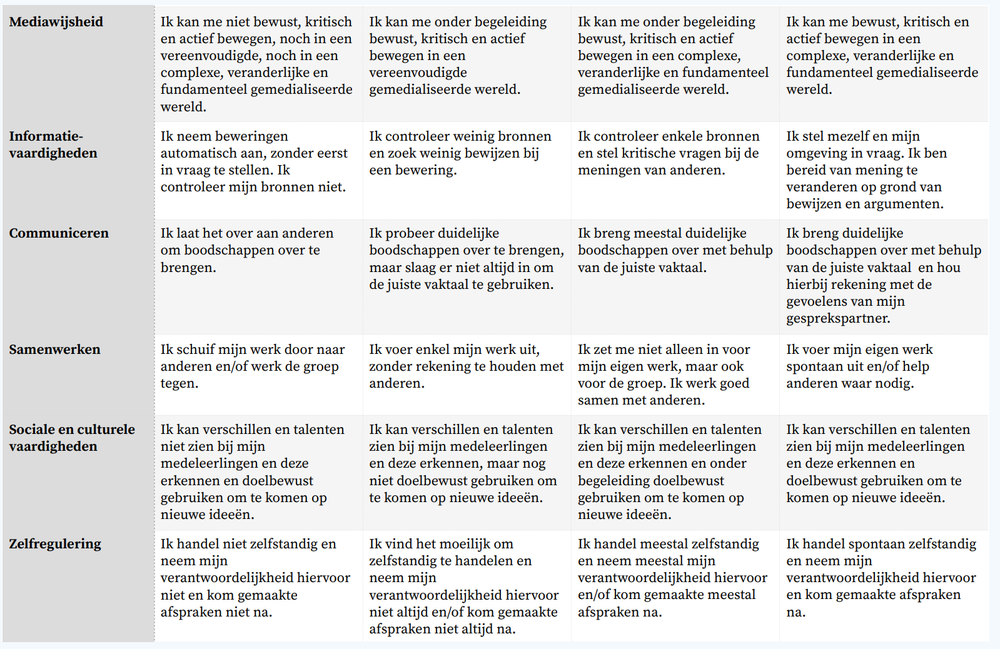 Mediawijsheid
Ik kan me niet bewust, kritisch
en actief bewegen, noch in een
vereenvoudigde, noch in een
complexe, veranderlijke en
fundamenteel gemedialiseerde
wereld.
Ik kan me onder begeleiding
bewust, kritisch en actief
bewegen in een
vereenvoudigde
gemedialiseerde wereld.
Ik kan me onder begeleiding
bewust, kritisch en actief
bewegen in een complexe,
veranderlijke en fundamenteel
gemedialiseerde wereld.
Ik kan me bewust, kritisch en
actief bewegen in een
complexe, veranderlijke en
fundamenteel gemedialiseerde
wereld.
Informatie-
vaardigheden
Ik neem beweringen
automatisch aan, zonder eerst
in vraag te stellen. Ik
controleer mijn bronnen niet.
Ik controleer weinig bronnen
en zoek weinig bewijzen bij
een bewering.
Ik controleer enkele bronnen
en stel kritische vragen bij de
meningen van anderen.
Ik stel mezelf en mijn
omgeving in vraag. Ik ben
bereid van mening te
veranderen op grond van
bewijzen en argumenten.
Communiceren
Ik laat het over aan anderen
om boodschappen over te
brengen.
Ik probeer duidelijke
boodschappen over te brengen,
maar slaag er niet altijd in om
de juiste vaktaal te gebruiken.
Ik breng meestal duidelijke
boodschappen over met behulp
van de juiste vaktaal.
Ik breng duidelijke
boodschappen over met behulp
van de juiste vaktaal  en hou
hierbij rekening met de
gevoelens van mijn
gesprekspartner.
Samenwerken
Ik schuif mijn werk door naar
anderen en/of werk de groep
tegen.
Ik voer enkel mijn werk uit,
zonder rekening te houden met
anderen.
Ik zet me niet alleen in voor
mijn eigen werk, maar ook
voor de groep. Ik werk goed
samen met anderen.
Ik voer mijn eigen werk
spontaan uit en/of help
anderen waar nodig.
Sociale en culturele
vaardigheden
Ik kan verschillen en talenten
niet zien bij mijn
medeleerlingen en deze
erkennen en doelbewust
gebruiken om te komen op
nieuwe ideeën.
Ik kan verschillen en talenten
zien bij mijn medeleerlingen
en deze erkennen, maar nog
niet doelbewust gebruiken om
te komen op nieuwe ideeën.
Ik kan verschillen en talenten
zien bij mijn medeleerlingen
en deze erkennen en onder
begeleiding doelbewust
gebruiken om te komen op
nieuwe ideeën.
Ik kan verschillen en talenten
zien bij mijn medeleerlingen
en deze erkennen en
doelbewust gebruiken om te
komen op nieuwe ideeën.
Zelfregulering
Ik handel niet zelfstandig en
neem mijn
verantwoordelijkheid hiervoor
niet en kom gemaakte
afspraken niet na.
Ik vind het moeilijk om
zelfstandig te handelen en
neem mijn
verantwoordelijkheid hiervoor
niet altijd en/of kom gemaakte
afspraken niet altijd na.
Ik handel meestal zelfstandig
en neem meestal mijn
verantwoordelijkheid hiervoor
en/of kom gemaakte meestal
afspraken na.
Ik handel spontaan zelfstandig
en neem mijn
verantwoordelijkheid hiervoor
en kom gemaakte afspraken
na.